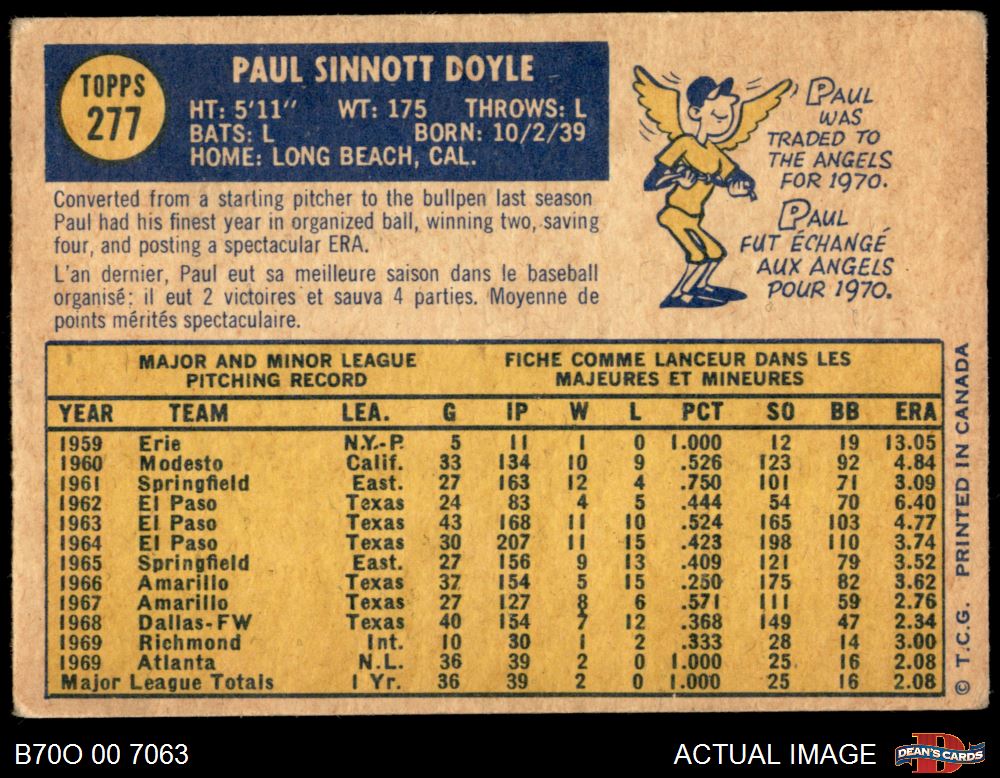 TOPPS
277
PAUL SINNOTT DOYLE
HT: 5'11" WT: 175 THROWS: L
BATS: L BORN: 10/2/39
HOME: LONG BEACH, CAL.
Converted from a starting pitcher to the bullpen last season
Paul had his finest year in organized ball, winning two, saving
four, and posting a spectacular ERA.
L'an dernier, Paul eut sa meilleure saison dans le baseball
organisé: il eut 2 victoires et sauva 4 parties. Moyenne de
points mérités spectaculaire.
PAUL
WAS
TRADED TO
THE ANGELS
FOR 1970.
PAUL
FUT ÉCHANGÉ
AUX ANGELS
POUR 1970.
MAJOR AND MINOR LEAGUE
PITCHING RECORD
FICHE COMME LANCEUR DANS LES
MAJEURES ET MINEURES
YEAR TEAM LEA. G IP W L PCT SO BB ERA
1959 Erie N.Y.-P. 5 11 1 0 1.000 12 19 13.05
1960 Modesto Calif. 33 134 10 9 .526 123 92 4.84
1961 Springfield East. 27 163 12 4 .750 101 71 3.09
1962 El Paso Texas 24 83 4 5 .444 54 70 6.40
1963 El Paso Texas 43 168 11 10 .524 165 103 4.77
1964 El Paso Texas 30 207 11 15 .423 198 110 3.74
1965 Springfield East. 27 156 9 13 .409 121 79 3.52
1966 Amarillo Texas 37 154 5 15 .250 175 82 3.62
1967 Amarillo Texas 27 127 8 6 .571 111 59 2.76
1968 Dallas-FW Texas 40 154 7 12 .368 149 47 2.34
1969 Richmond Int. 10 30 1 2 .333 28 14 3.00
1969 Atlanta N.L. 36 39 2 0 1.000 25 16 2.08
Major League Totals 1 Yr. 36 39 2 0 1.000 25 16 2.08
© T.C.G. PRINTED IN CANADA
B70O 00 7063
ACTUAL IMAGE
DEAN'S CARDS